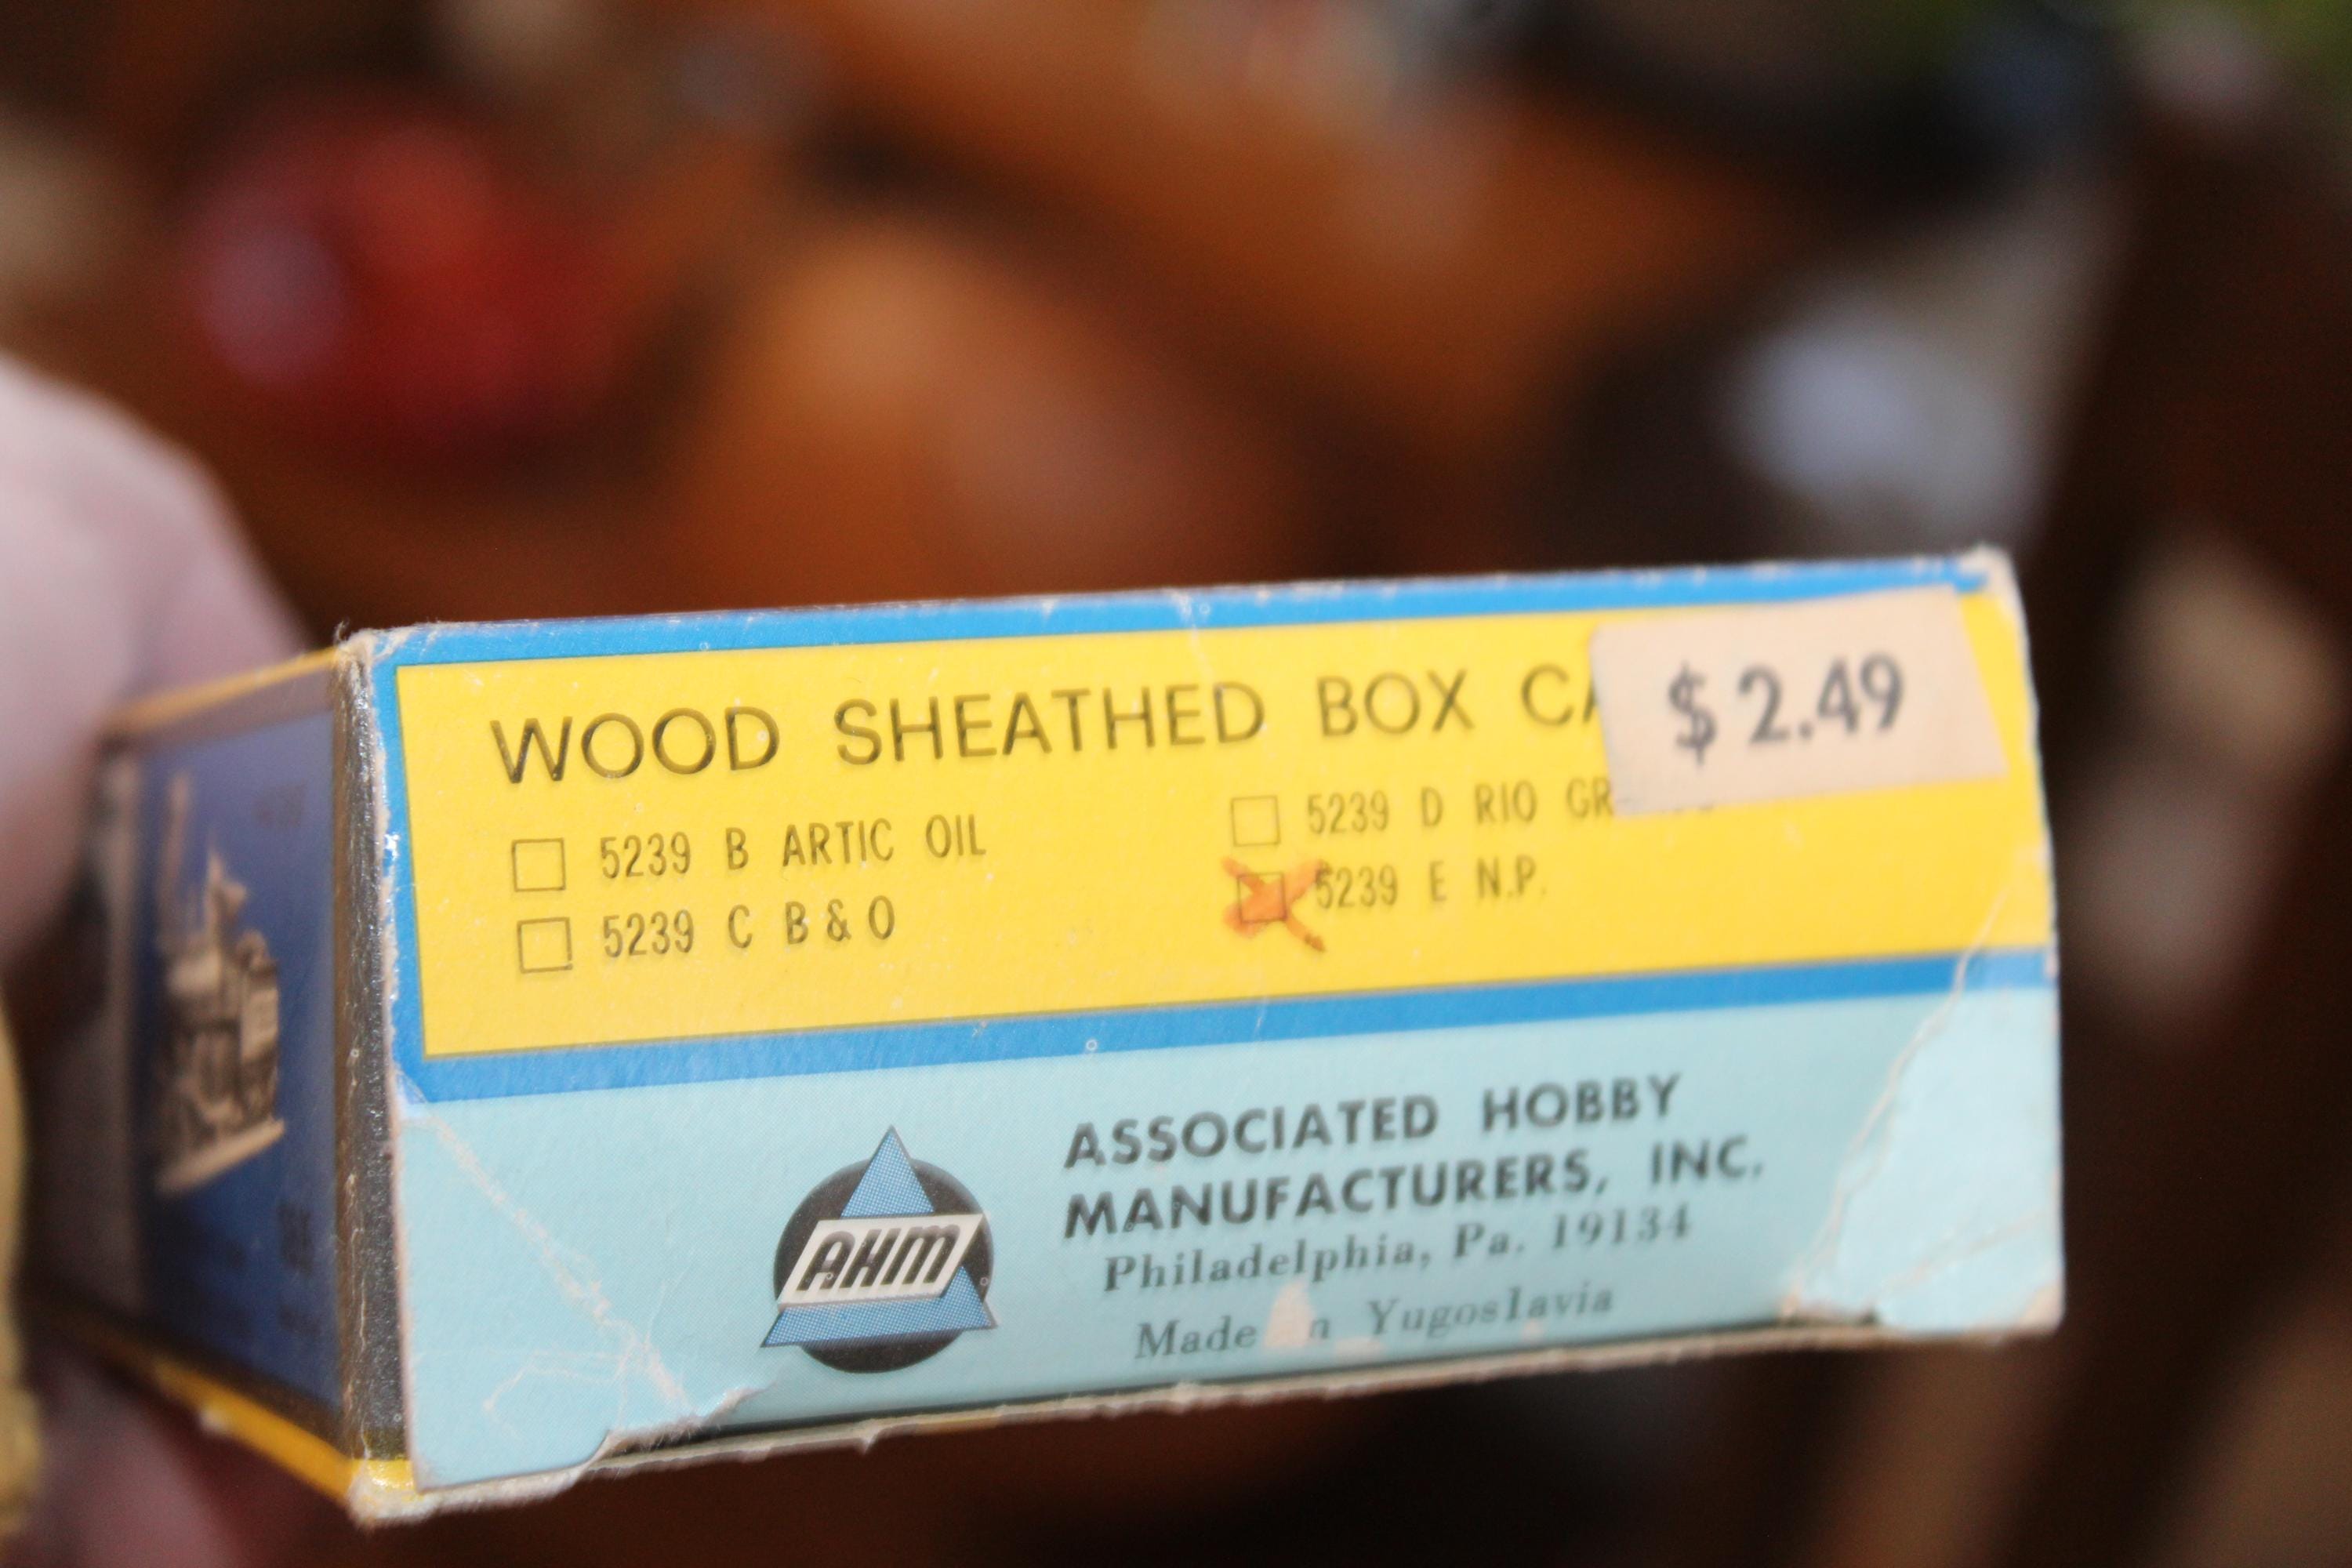 WOOD SHEATHED BOX CA
$ 2.49
5239 B ARTIC OIL
5239 C B & O
5239 D RIO GR
5239 E N.P.
AHM
ASSOCIATED HOBBY
MANUFACTURERS, INC.
Philadelphia, Pa. 19134
Made n Yugoslavia